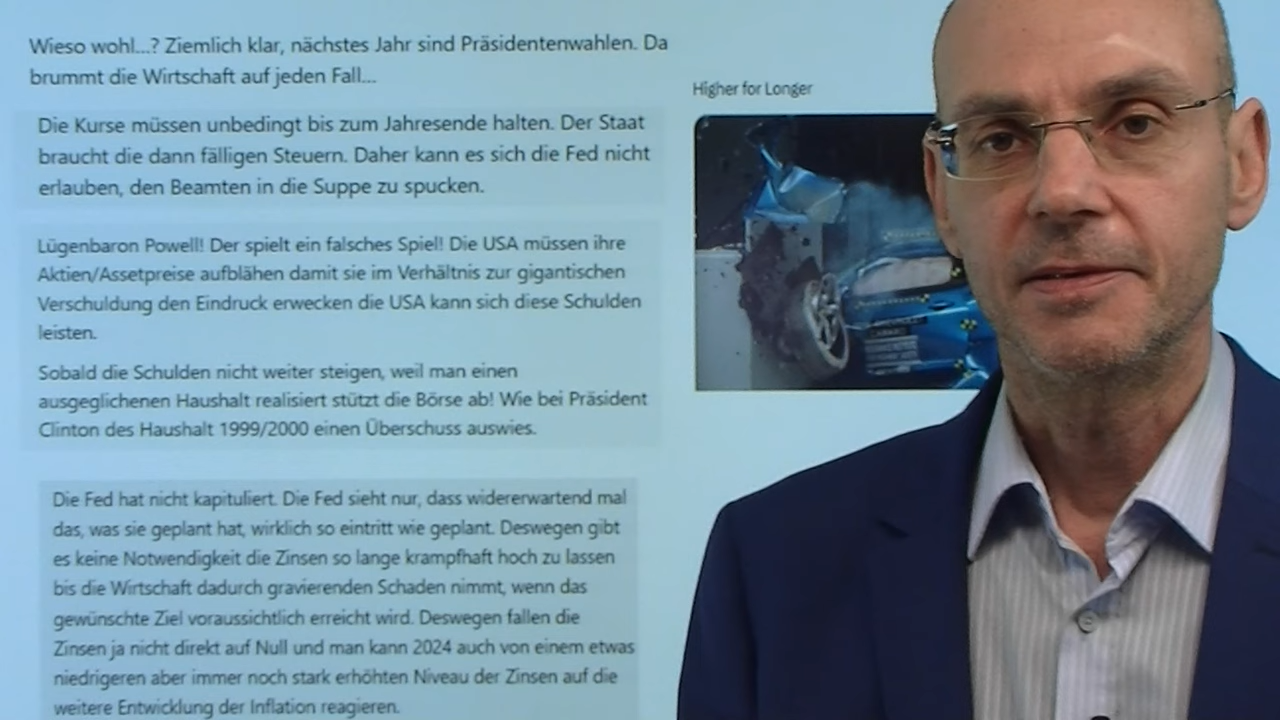 Wieso wohl...? Ziemlich klar, nächstes Jahr sind Präsidentenwahlen. Da
brummt die Wirtschaft auf jeden Fall...
Die Kurse müssen unbedingt bis zum Jahresende halten. Der Staat
braucht die dann fälligen Steuern. Daher kann es sich die Fed nicht
erlauben, den Beamten in die Suppe zu spucken.
Lügenbaron Powell! Der spielt ein falsches Spiel! Die USA müssen ihre
Aktien/Assetpreise aufblähen damit sie im Verhältnis zur gigantischen
Verschuldung den Eindruck erwecken die USA kann sich diese Schulden
leisten.
Sobald die Schulden nicht weiter steigen, weil man einen
ausgeglichenen Haushalt realisiert stützt die Börse ab! Wie bei Präsident
Clinton des Haushalt 1999/2000 einen Überschuss auswies.
Die Fed hat nicht kapituliert. Die Fed sieht nur, dass widererwartend mal
das, was sie geplant hat, wirklich so eintritt wie geplant. Deswegen gibt
es keine Notwendigkeit die Zinsen so lange krampfhaft hoch zu lassen
bis die Wirtschaft dadurch gravierenden Schaden nimmt, wenn das
gewünschte Ziel voraussichtlich erreicht wird. Deswegen fallen die
Zinsen ja nicht direkt auf Null und man kann 2024 auch von einem etwas
niedrigeren aber immer noch stark erhöhten Niveau der Zinsen auf die
weitere Entwicklung der Inflation reagieren.
Higher for Longer